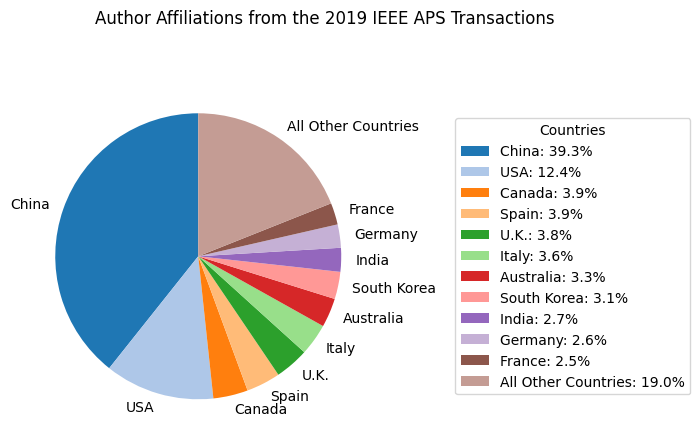 Author Affiliations from the 2019 IEEE APS Transactions
All Other Countries
France
Germany
India
South Korea
Australia
Italy
U.K.
Spain
Canada
USA
China
Countries
China: 39.3%
USA: 12.4%
Canada: 3.9%
Spain: 3.9%
U.K.: 3.8%
Italy: 3.6%
Australia: 3.3%
South Korea: 3.1%
India: 2.7%
Germany: 2.6%
France: 2.5%
All Other Countries: 19.0%